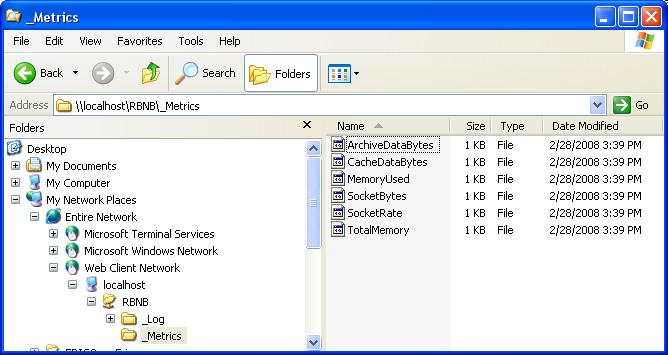 _Metrics
File Edit View Favorites Tools Help
Back Search Folders
Address \\localhost\RBNB\_Metrics Go
Folders
Desktop
My Documents
My Computer
My Network Places
Entire Network
Microsoft Terminal Services
Microsoft Windows Network
Web Client Network
localhost
RBNB
_Log
_Metrics
Name Size Type Date Modified
ArchiveDataBytes 1 KB File 2/28/2008 3:39 PM
CacheDataBytes 1 KB File 2/28/2008 3:39 PM
MemoryUsed 1 KB File 2/28/2008 3:39 PM
SocketBytes 1 KB File 2/28/2008 3:39 PM
SocketRate 1 KB File 2/28/2008 3:39 PM
TotalMemory 1 KB File 2/28/2008 3:39 PM